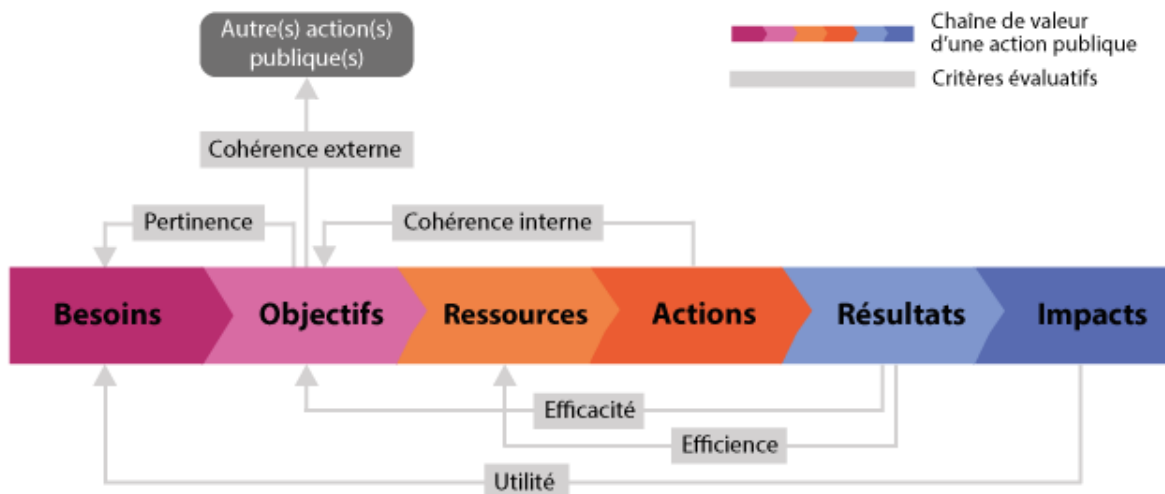 Autre(s) action(s)
publique(s)
Chaîne de valeur
d'une action publique
Critères évaluatifs
Cohérence externe
Pertinence
Cohérence interne
Besoins
Objectifs
Ressources
Actions
Résultats
Impacts
Efficacité
Efficience
Utilité